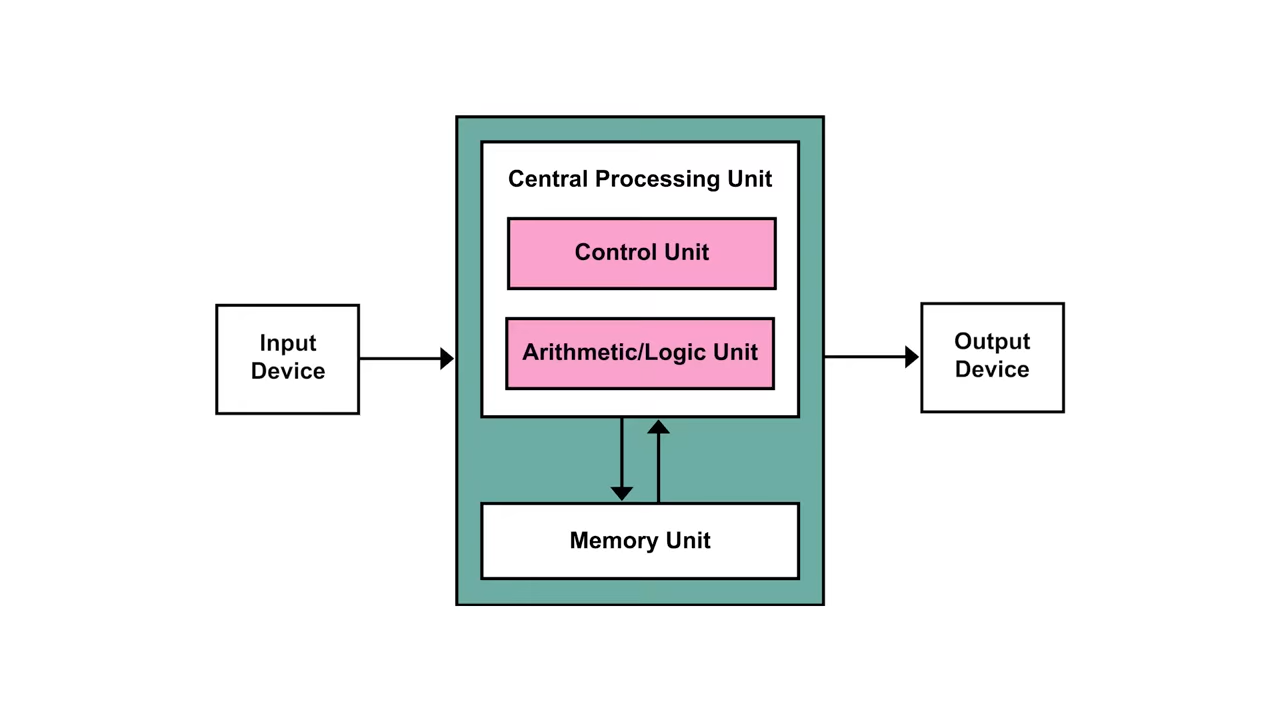 Central Processing Unit
Control Unit
Arithmetic/Logic Unit
Input
Device
Output
Device
Memory Unit